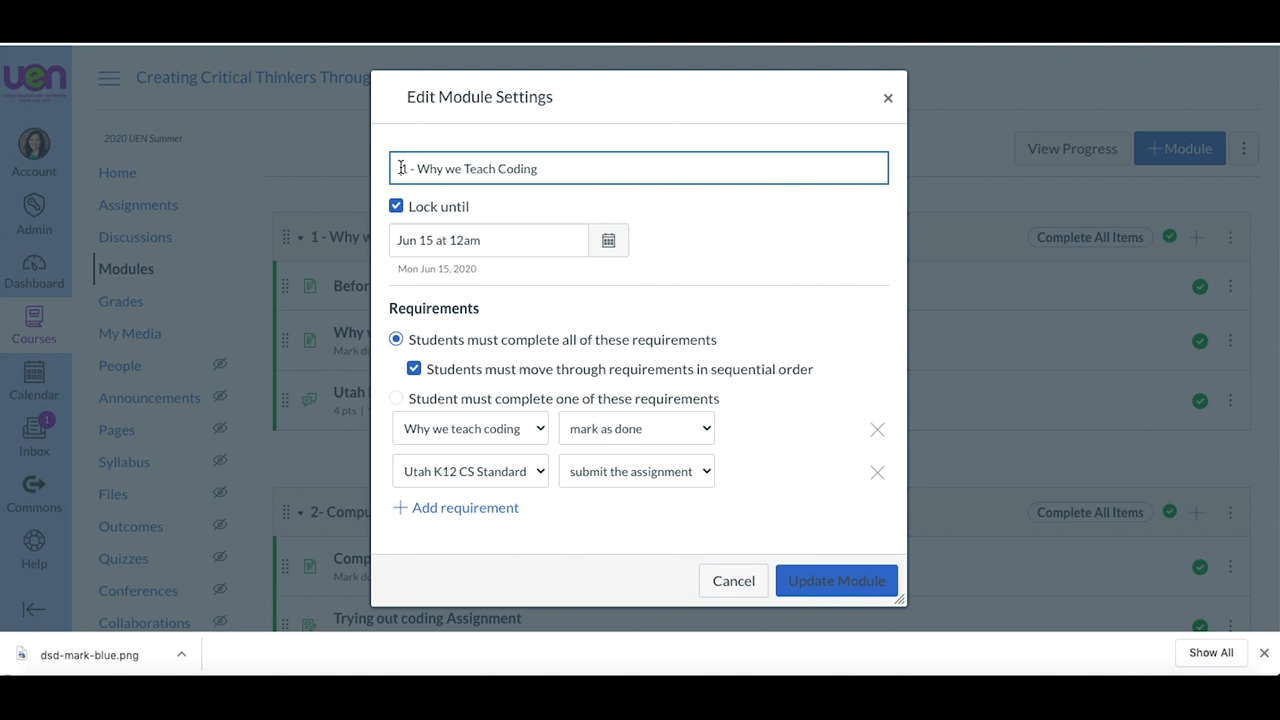 uen
Creating Critical Thinkers Throug
Edit Module Settings
×
2020 UEN Summer
View Progress
+ Module
Account
Admin
Dashboard
Courses
Calendar
1
Inbox
Commons
Help
Home
Assignments
Discussions
Modules
Grades
My Media
People
Announcements
Pages
Syllabus
Files
Outcomes
Quizzes
Conferences
Collaborations
1 - Why we Teach Coding
Lock until
Jun 15 at 12am
Mon Jun 15, 2020
Requirements
Students must complete all of these requirements
Students must move through requirements in sequential order
Student must complete one of these requirements
Why we teach coding
mark as done
Utah K12 CS Standard
submit the assignment
+ Add requirement
Cancel
Update Module
1 - Why w
Complete All Items
Befor
Why w
Mark do
Utah
4 pts | S
2- Compu
Complete All Items
Comp
Mark do
Trying out coding Assignment
dsd-mark-blue.png
Show All